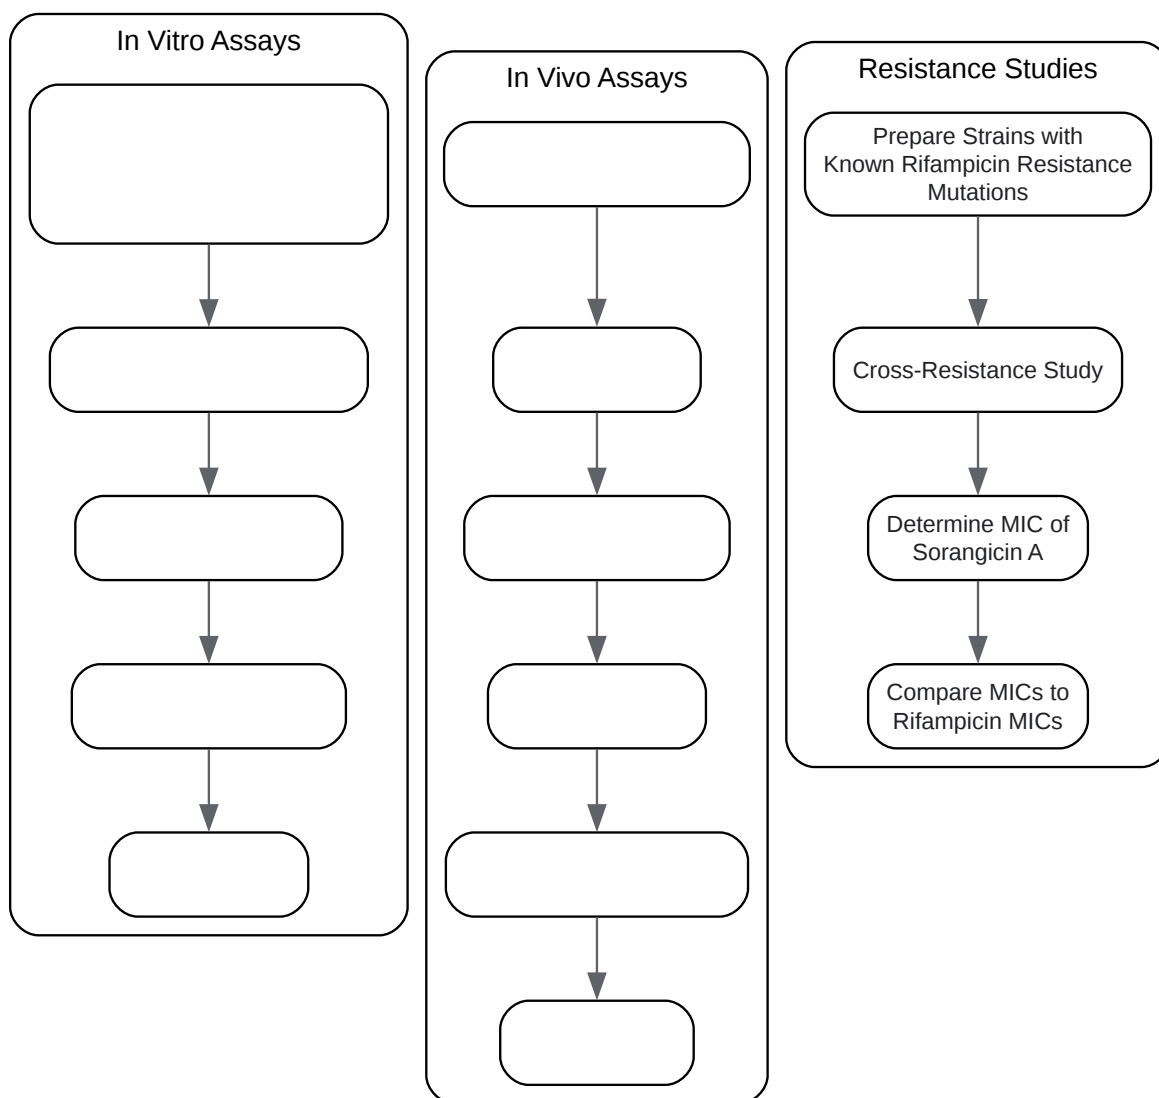 In Vitro Assays
In Vivo Assays
Resistance Studies
Prepare Strains with
Known Rifampicin Resistance
Mutations
Cross-Resistance Study
Determine MIC of
Sorangicin A
Compare MICs to
Rifampicin MICs